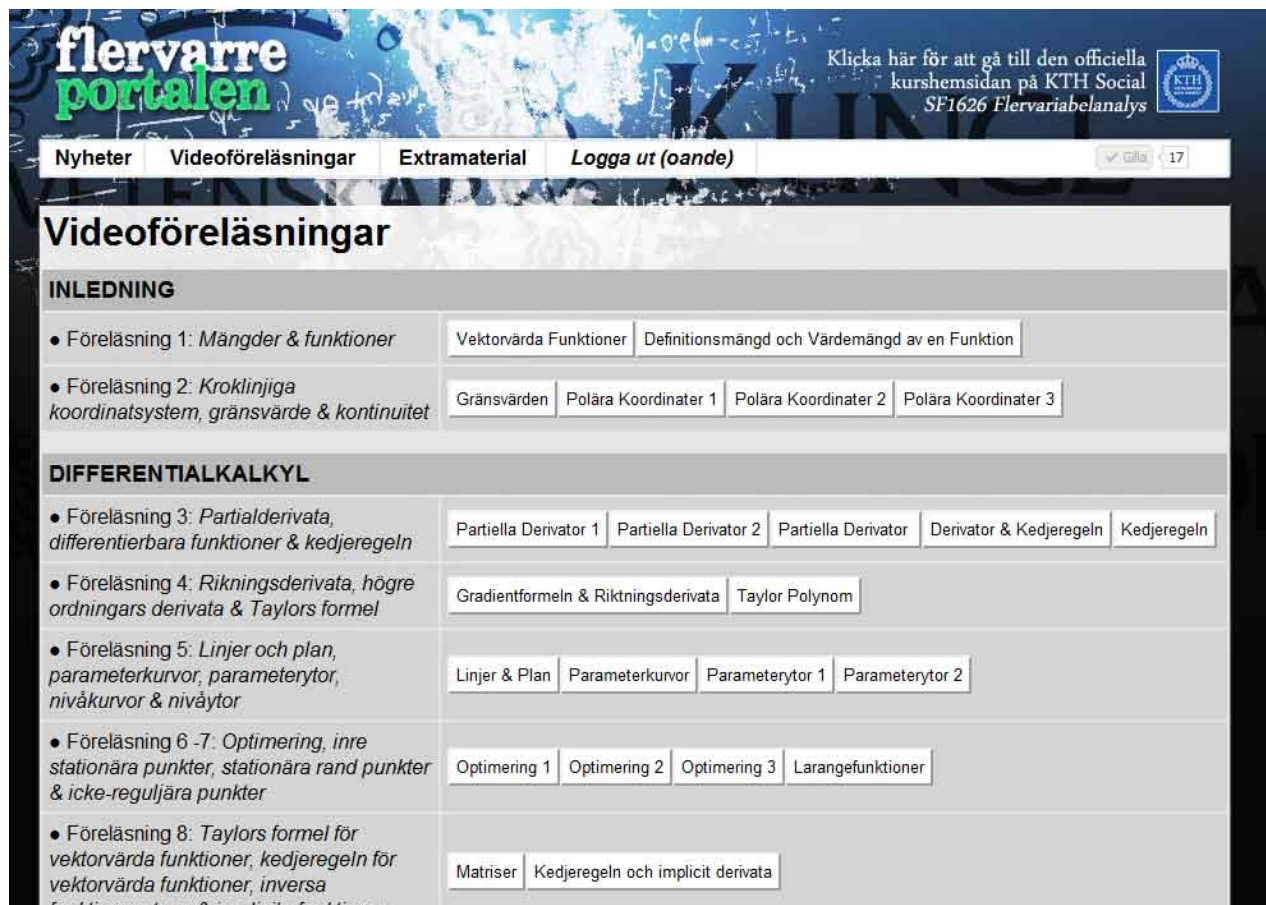 flervarre
portalen
Klicka här för att gå till den officiella
kurshemsidan på KTH Social
SF1626 Flervariabelanalys
KTH
Nyheter Videoföreläsningar Extramaterial Logga ut (oande) Gilla 17
Videoföreläsningar
INLEDNING
● Föreläsning 1: Mängder & funktioner
Vektorvärda Funktioner Definitionsmängd och Värdemängd av en Funktion
● Föreläsning 2: Kroklinjiga
koordinatsystem, gränsvärde & kontinuitet
Gränsvärden Polära Koordinater 1 Polära Koordinater 2 Polära Koordinater 3
DIFFERENTIALKALKYL
● Föreläsning 3: Partialderivata,
differentierbara funktioner & kedjeregeln
Partiella Derivator 1 Partiella Derivator 2 Partiella Derivator Derivator & Kedjeregeln Kedjeregeln
● Föreläsning 4: Rikningsderivata, högre
ordningars derivata & Taylors formel
Gradientformeln & Riktningsderivata Taylor Polynom
● Föreläsning 5: Linjer och plan,
parameterkurvor, parameterytor,
nivåkurvor & nivåytor
Linjer & Plan Parameterkurvor Parameterytor 1 Parameterytor 2
● Föreläsning 6 -7: Optimering, inre
stationära punkter, stationära rand punkter
& icke-reguljära punkter
Optimering 1 Optimering 2 Optimering 3 Larangefunktioner
● Föreläsning 8: Taylors formel för
vektorvärda funktioner, kedjeregeln för
vektorvärda funktioner, inversa
Matriser Kedjeregeln och implicit derivata